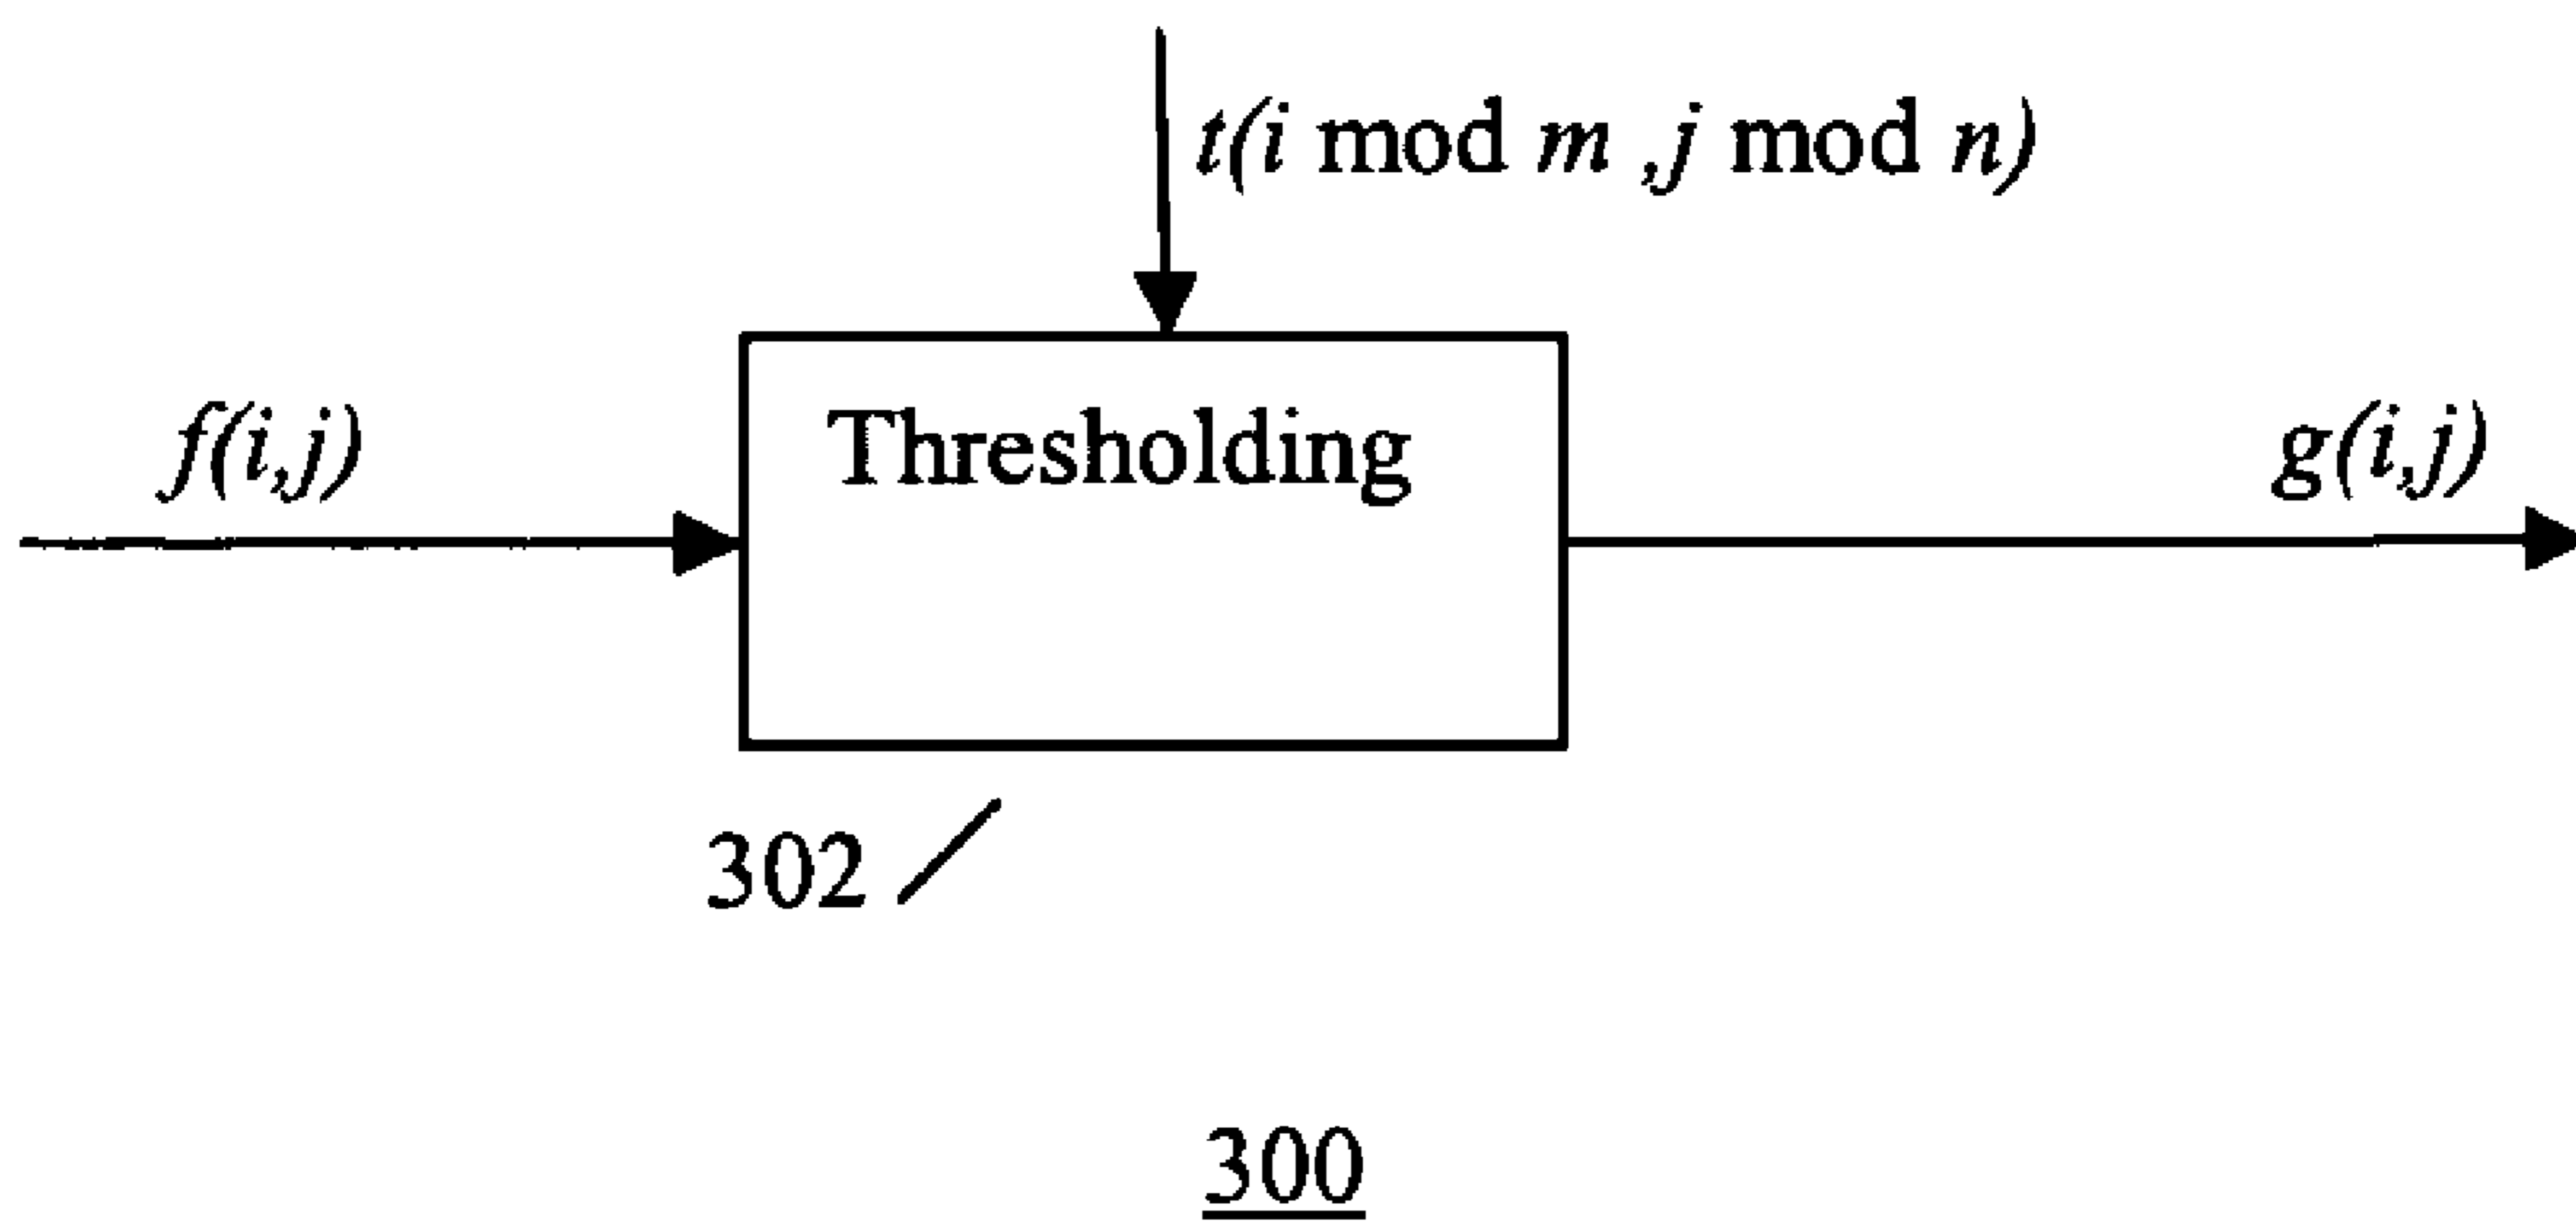 t(i mod m ,j mod n)
f(i,j)
Thresholding
g(i,j)
302
300